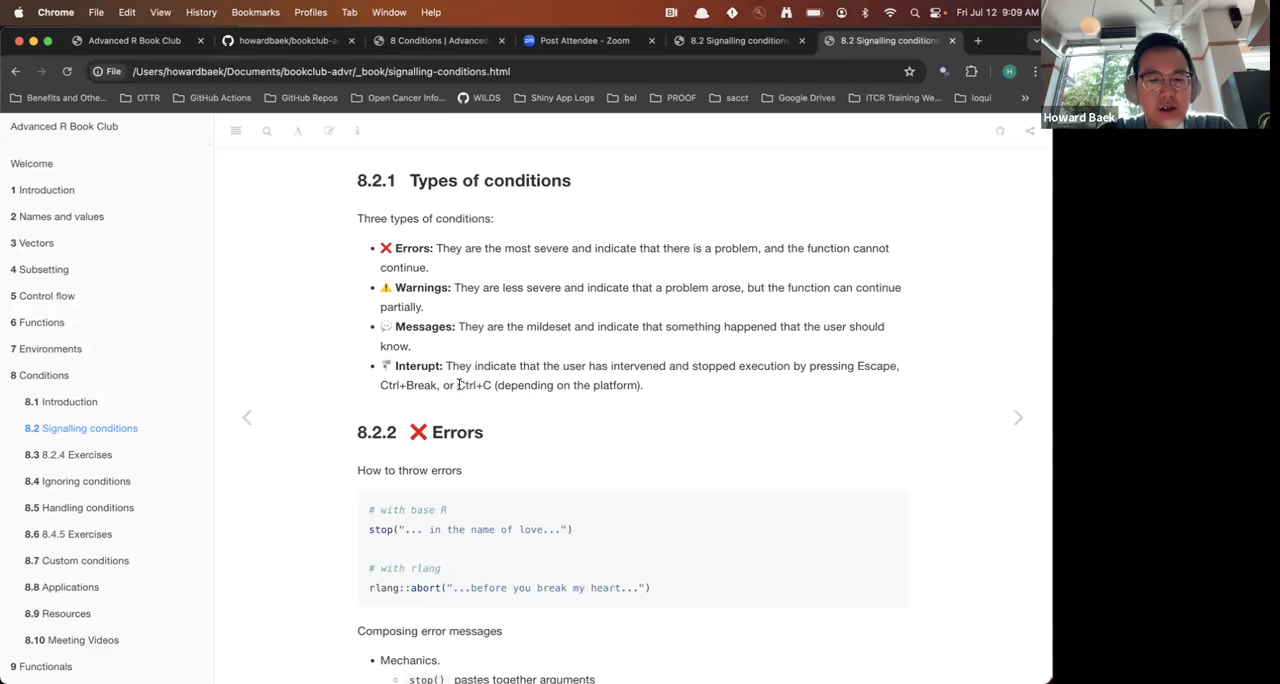 Chrome File Edit View History Bookmarks Profiles Tab Window Help Fri Jul 12 9:09 AM
Advanced R Book Club howardbaek/bookclub-a 8 Conditions | Advanced Post Attendee - Zoom 8.2 Signalling condition 8.2 Signalling condition
File /Users/howardbaek/Documents/bookclub-advr/_book/signalling-conditions.html
Benefits and Othe... OTTR GitHub Actions GitHub Repos Open Cancer Info... WILDS Shiny App Logs bel PROOF sacct Google Drives ITCR Training We... loqui
Howard Baek
Advanced R Book Club
Welcome
1 Introduction
2 Names and values
3 Vectors
4 Subsetting
5 Control flow
6 Functions
7 Environments
8 Conditions
8.1 Introduction
8.2 Signalling conditions
8.3 8.2.4 Exercises
8.4 Ignoring conditions
8.5 Handling conditions
8.6 8.4.5 Exercises
8.7 Custom conditions
8.8 Applications
8.9 Resources
8.10 Meeting Videos
9 Functionals
8.2.1 Types of conditions
Three types of conditions:
• ❌ Errors: They are the most severe and indicate that there is a problem, and the function cannot
continue.
• ⚠️ Warnings: They are less severe and indicate that a problem arose, but the function can continue
partially.
• 💬 Messages: They are the mildeset and indicate that something happened that the user should
know.
• Interupt: They indicate that the user has intervened and stopped execution by pressing Escape,
Ctrl+Break, or Ctrl+C (depending on the platform).
8.2.2 ❌ Errors
How to throw errors
# with base R
stop("... in the name of love...")
# with rlang
rlang::abort("...before you break my heart...")
Composing error messages
• Mechanics.
stop() pastes together arguments